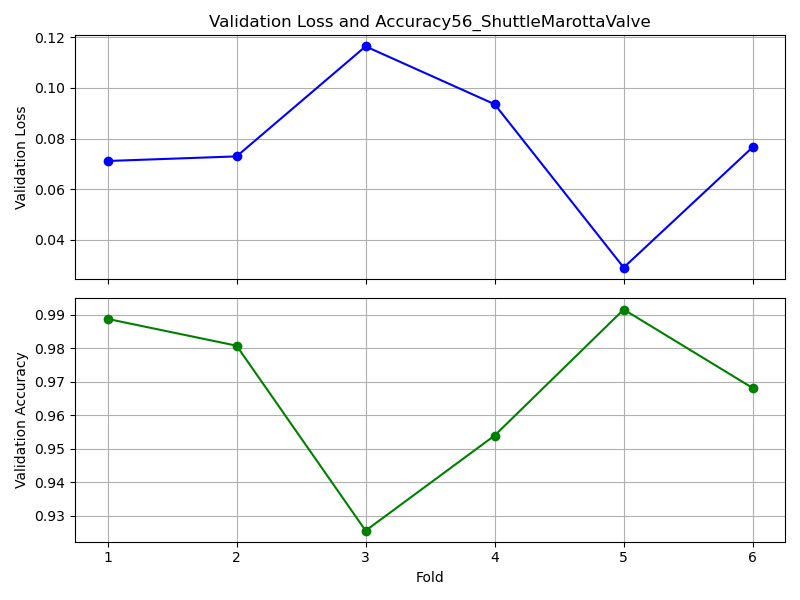 Validation Loss and Accuracy56_ShuttleMarottaValve
0.12
0.10
0.08
0.06
0.04
Validation Loss
0.99
0.98
0.97
0.96
0.95
0.94
0.93
Validation Accuracy
1 2 3 4 5 6
Fold